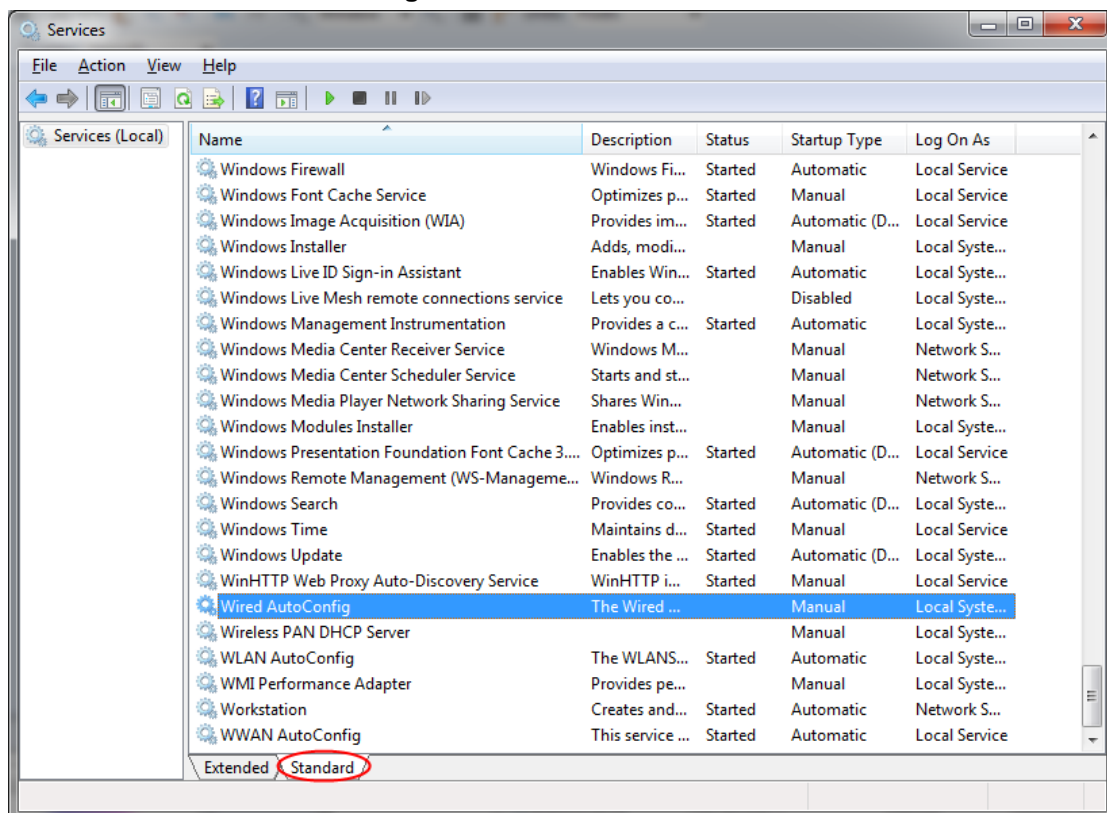 Services
File Action View Help
Services (Local)
Name Description Status Startup Type Log On As
Windows Firewall Windows Fi... Started Automatic Local Service
Windows Font Cache Service Optimizes p... Started Manual Local Service
Windows Image Acquisition (WIA) Provides im... Started Automatic (D... Local Service
Windows Installer Adds, modi... Manual Local Syste...
Windows Live ID Sign-in Assistant Enables Win... Started Automatic Local Syste...
Windows Live Mesh remote connections service Lets you co... Disabled Local Syste...
Windows Management Instrumentation Provides a c... Started Automatic Local Syste...
Windows Media Center Receiver Service Windows M... Manual Network S...
Windows Media Center Scheduler Service Starts and st... Manual Network S...
Windows Media Player Network Sharing Service Shares Win... Manual Network S...
Windows Modules Installer Enables inst... Manual Local Syste...
Windows Presentation Foundation Font Cache 3.... Optimizes p... Started Automatic (D... Local Service
Windows Remote Management (WS-Manageme... Windows R... Manual Network S...
Windows Search Provides co... Started Automatic (D... Local Syste...
Windows Time Maintains d... Started Manual Local Service
Windows Update Enables the ... Started Automatic (D... Local Syste...
WinHTTP Web Proxy Auto-Discovery Service WinHTTP i... Started Manual Local Service
Wired AutoConfig The Wired ... Manual Local Syste...
Wireless PAN DHCP Server Manual Local Syste...
WLAN AutoConfig The WLANS... Started Automatic Local Syste...
WMI Performance Adapter Provides pe... Manual Local Syste...
Workstation Creates and... Started Automatic Network S...
WWAN AutoConfig This service ... Started Automatic Local Service
Extended Standard